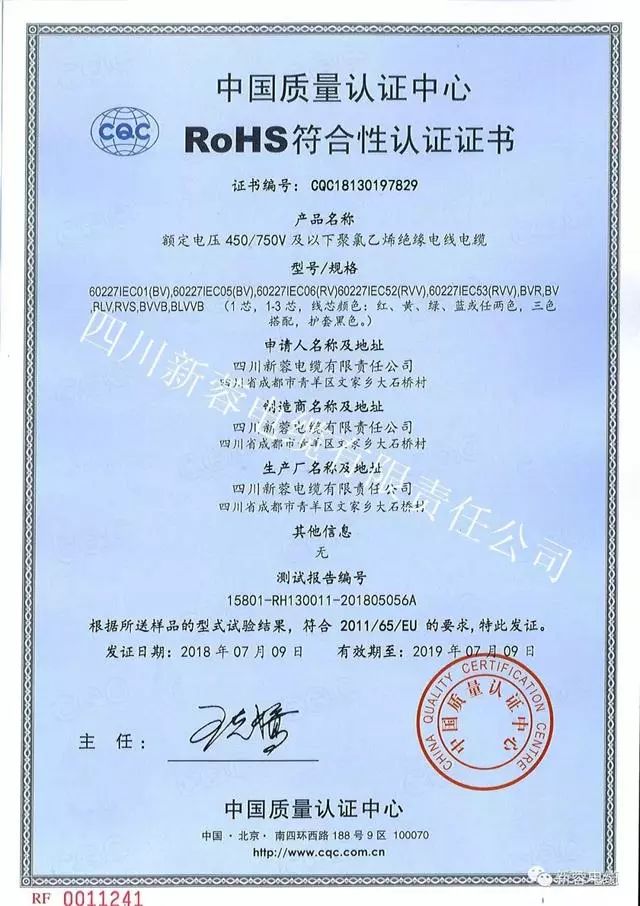 中国质量认证中心
CQC
RoHS符合性认证证书
证书编号：CQC18130197829
产品名称
额定电压 450/750V 及以下聚氯乙烯绝缘电线电缆
型号/规格
60227IEC01(BV),60227IEC05(BV),60227IEC06(RV)60227IEC52(RVV),60227IEC53(RVV),BVR,BV
,RLV,RVS,BVVB,BLVVB （1 芯，1-3 芯，线芯颜色：红、黄、绿、蓝或任两色，三色
搭配，护套黑色。）
申请人名称及地址
四川新蓉电缆有限责任公司
四川省成都市青羊区文家乡大石桥村
制造商名称及地址
四川新蓉电缆有限责任公司
四川省成都市青羊区文家乡大石桥村
生产厂名称及地址
四川新蓉电缆有限责任公司
四川省成都市青羊区文家乡大石桥村
其他信息
无
测试报告编号
15801-RH130011-201805056A
根据所送样品的型式试验结果，符合 2011/65/EU 的要求,特此发证。
发证日期：2018 年 07 月 09 日 有效期至：2019 年 07 月 09 日
主 任：
CHINA QUALITY CERTIFICATION CENTRE
中国质量认证中心
中国质量认证中心
中国·北京·南四环西路 188 号 9 区 100070
http://www.cqc.com.cn
RF 0011241
新蓉电缆
四川新蓉电缆有限责任公司